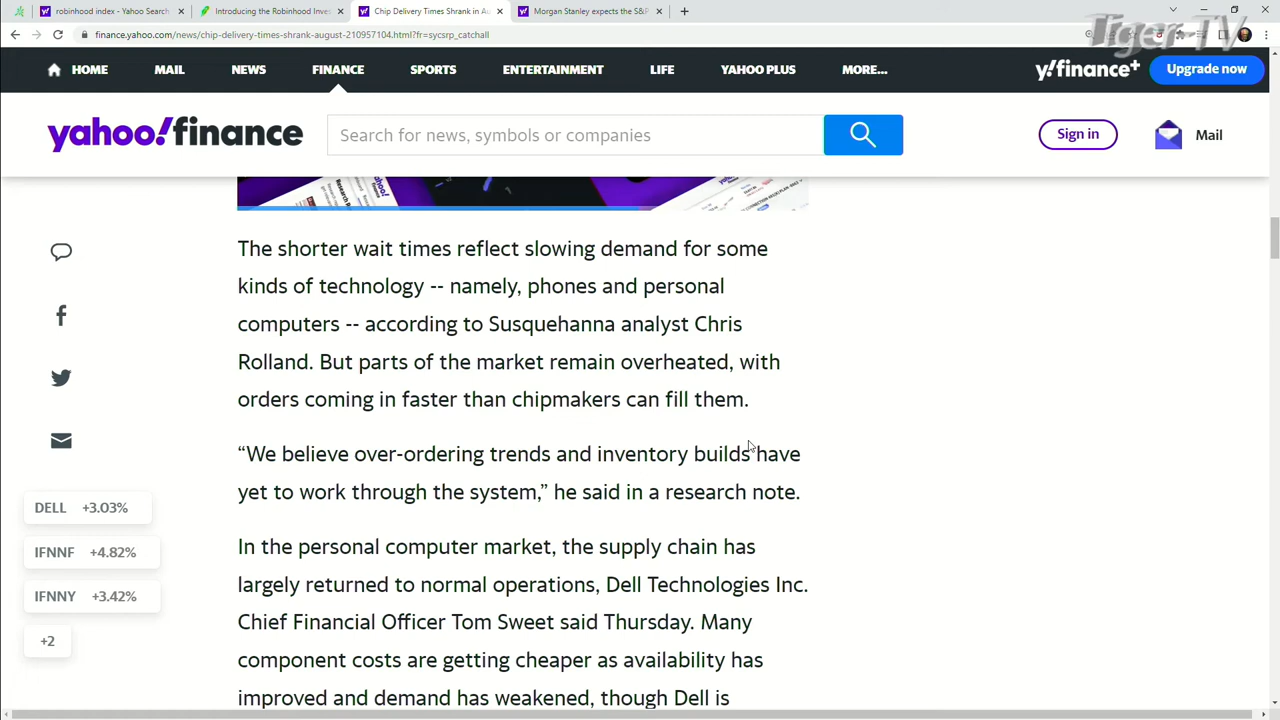 robinhood index - Yahoo Search
Introducing the Robinhood Inves
Chip Delivery Times Shrank in Au
Morgan Stanley expects the S&P
finance.yahoo.com/news/chip-delivery-times-shrank-august-210957104.html?fr=sycsrp_catchall
Tiger TV
HOME MAIL NEWS FINANCE SPORTS ENTERTAINMENT LIFE YAHOO PLUS MORE...
y!finance+ Upgrade now
yahoo!finance
Search for news, symbols or companies
Sign in
Mail
The shorter wait times reflect slowing demand for some
kinds of technology -- namely, phones and personal
computers -- according to Susquehanna analyst Chris
Rolland. But parts of the market remain overheated, with
orders coming in faster than chipmakers can fill them.
“We believe over-ordering trends and inventory builds have
yet to work through the system,” he said in a research note.
In the personal computer market, the supply chain has
largely returned to normal operations, Dell Technologies Inc.
Chief Financial Officer Tom Sweet said Thursday. Many
component costs are getting cheaper as availability has
improved and demand has weakened, though Dell is
DELL +3.03%
IFNNF +4.82%
IFNNY +3.42%
+2